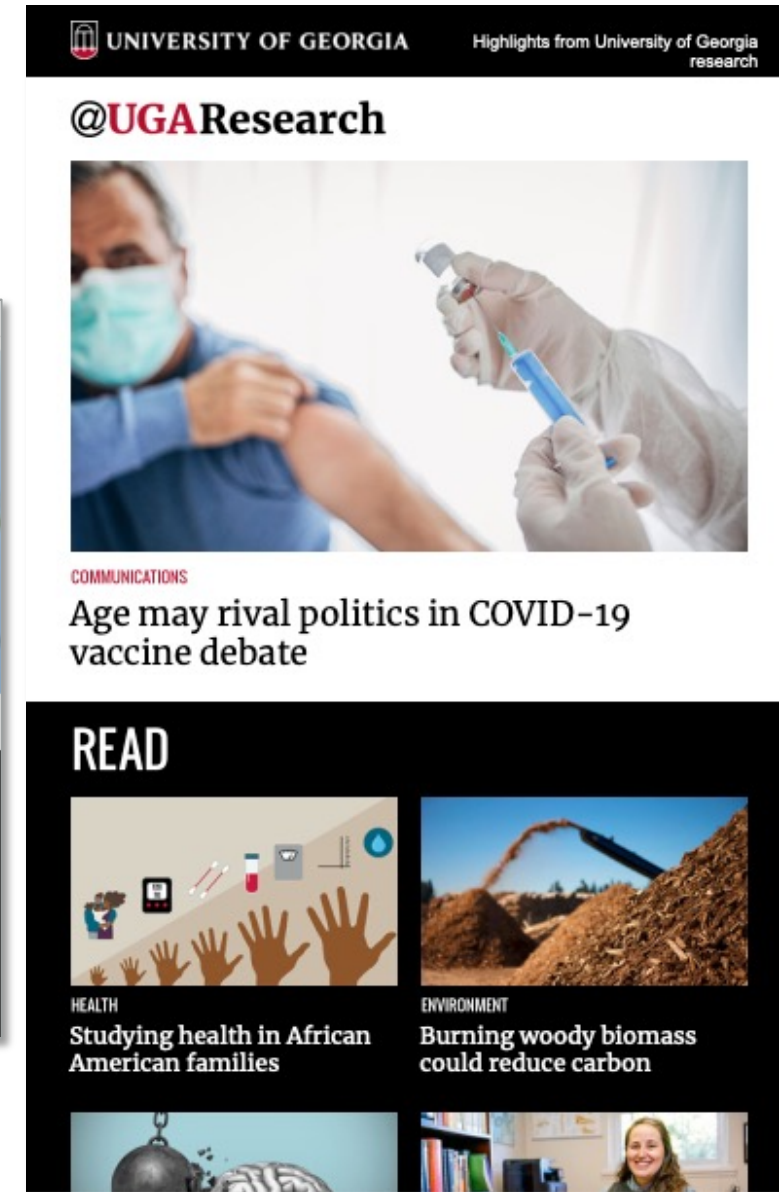 UNIVERSITY OF GEORGIA
Highlights from University of Georgia
research
@UGAResearch
COMMUNICATIONS
Age may rival politics in COVID-19
vaccine debate
READ
HEALTH
Studying health in African
American families
ENVIRONMENT
Burning woody biomass
could reduce carbon